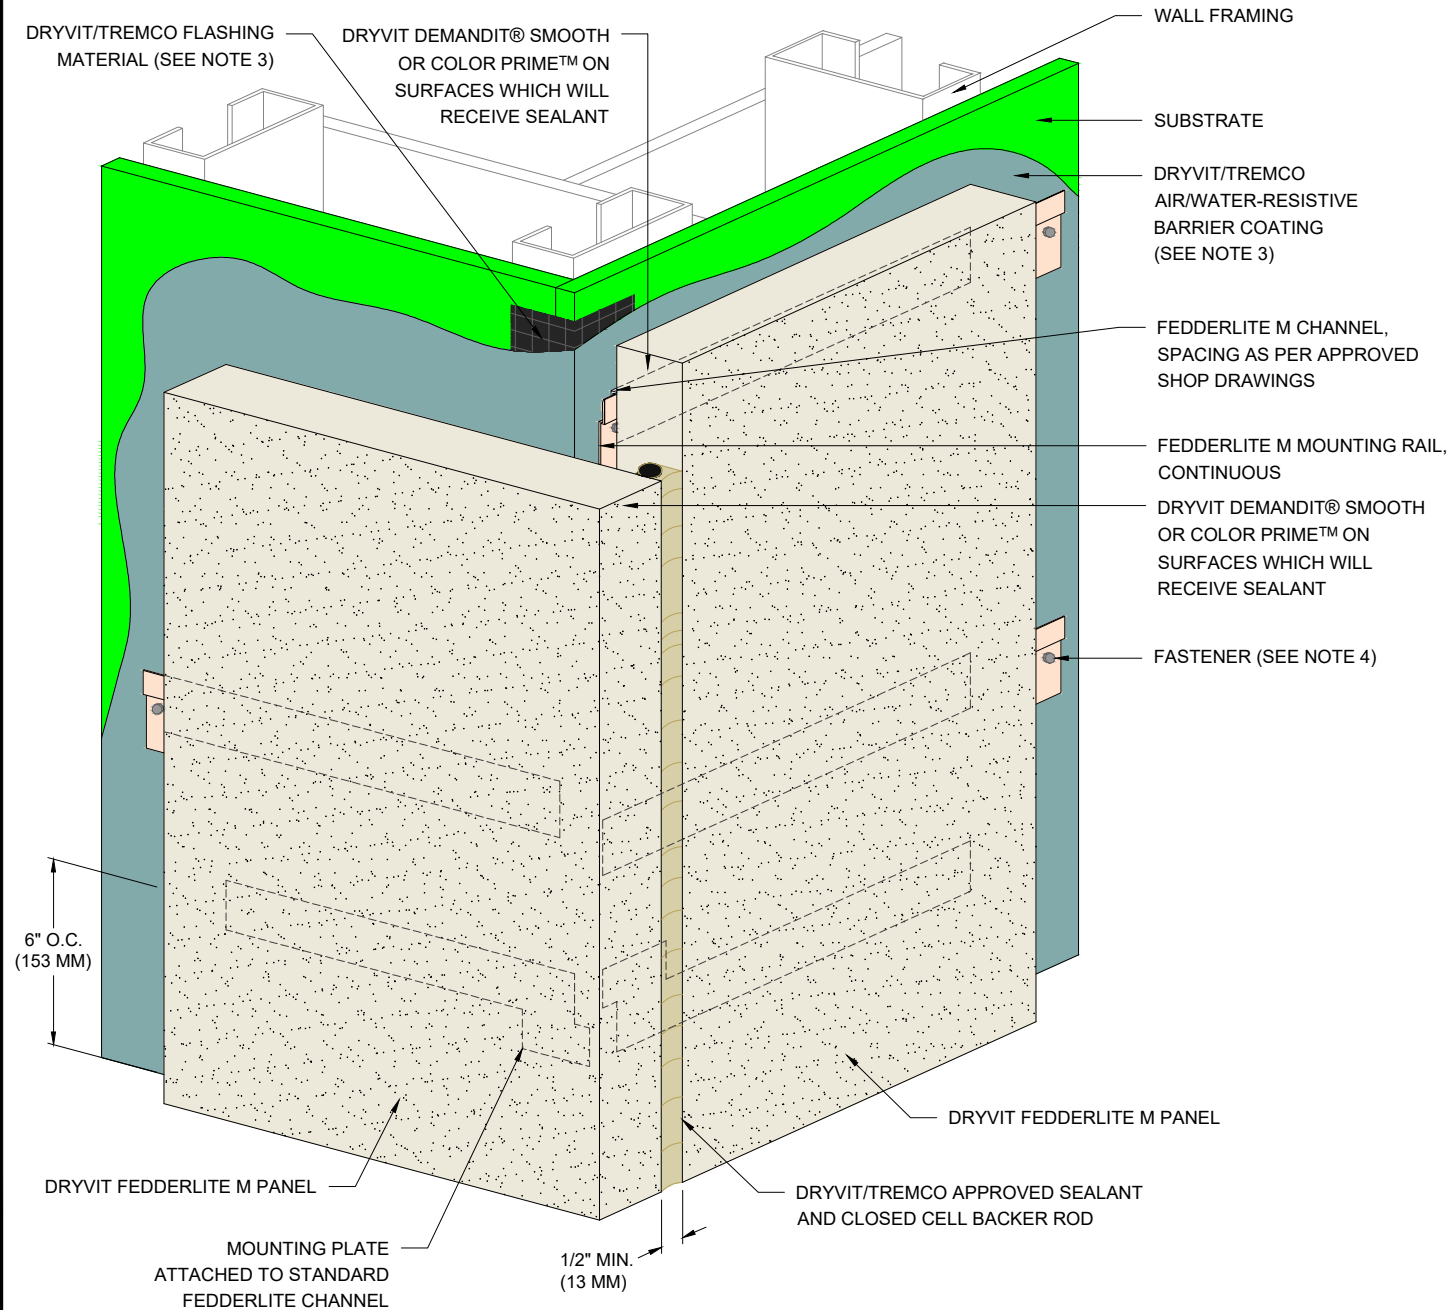 DRYVIT/TREMCO FLASHING
MATERIAL (SEE NOTE 3)
DRYVIT DEMANDIT® SMOOTH
OR COLOR PRIME™ ON
SURFACES WHICH WILL
RECEIVE SEALANT
WALL FRAMING
SUBSTRATE
DRYVIT/TREMCO
AIR/WATER-RESISTIVE
BARRIER COATING
(SEE NOTE 3)
FEDDERLITE M CHANNEL,
SPACING AS PER APPROVED
SHOP DRAWINGS
FEDDERLITE M MOUNTING RAIL,
CONTINUOUS
DRYVIT DEMANDIT® SMOOTH
OR COLOR PRIME™ ON
SURFACES WHICH WILL
RECEIVE SEALANT
FASTENER (SEE NOTE 4)
6" O.C.
(153 MM)
DRYVIT FEDDERLITE M PANEL
DRYVIT FEDDERLITE M PANEL
DRYVIT/TREMCO APPROVED SEALANT
AND CLOSED CELL BACKER ROD
MOUNTING PLATE
ATTACHED TO STANDARD
FEDDERLITE CHANNEL
1/2" MIN.
(13 MM)